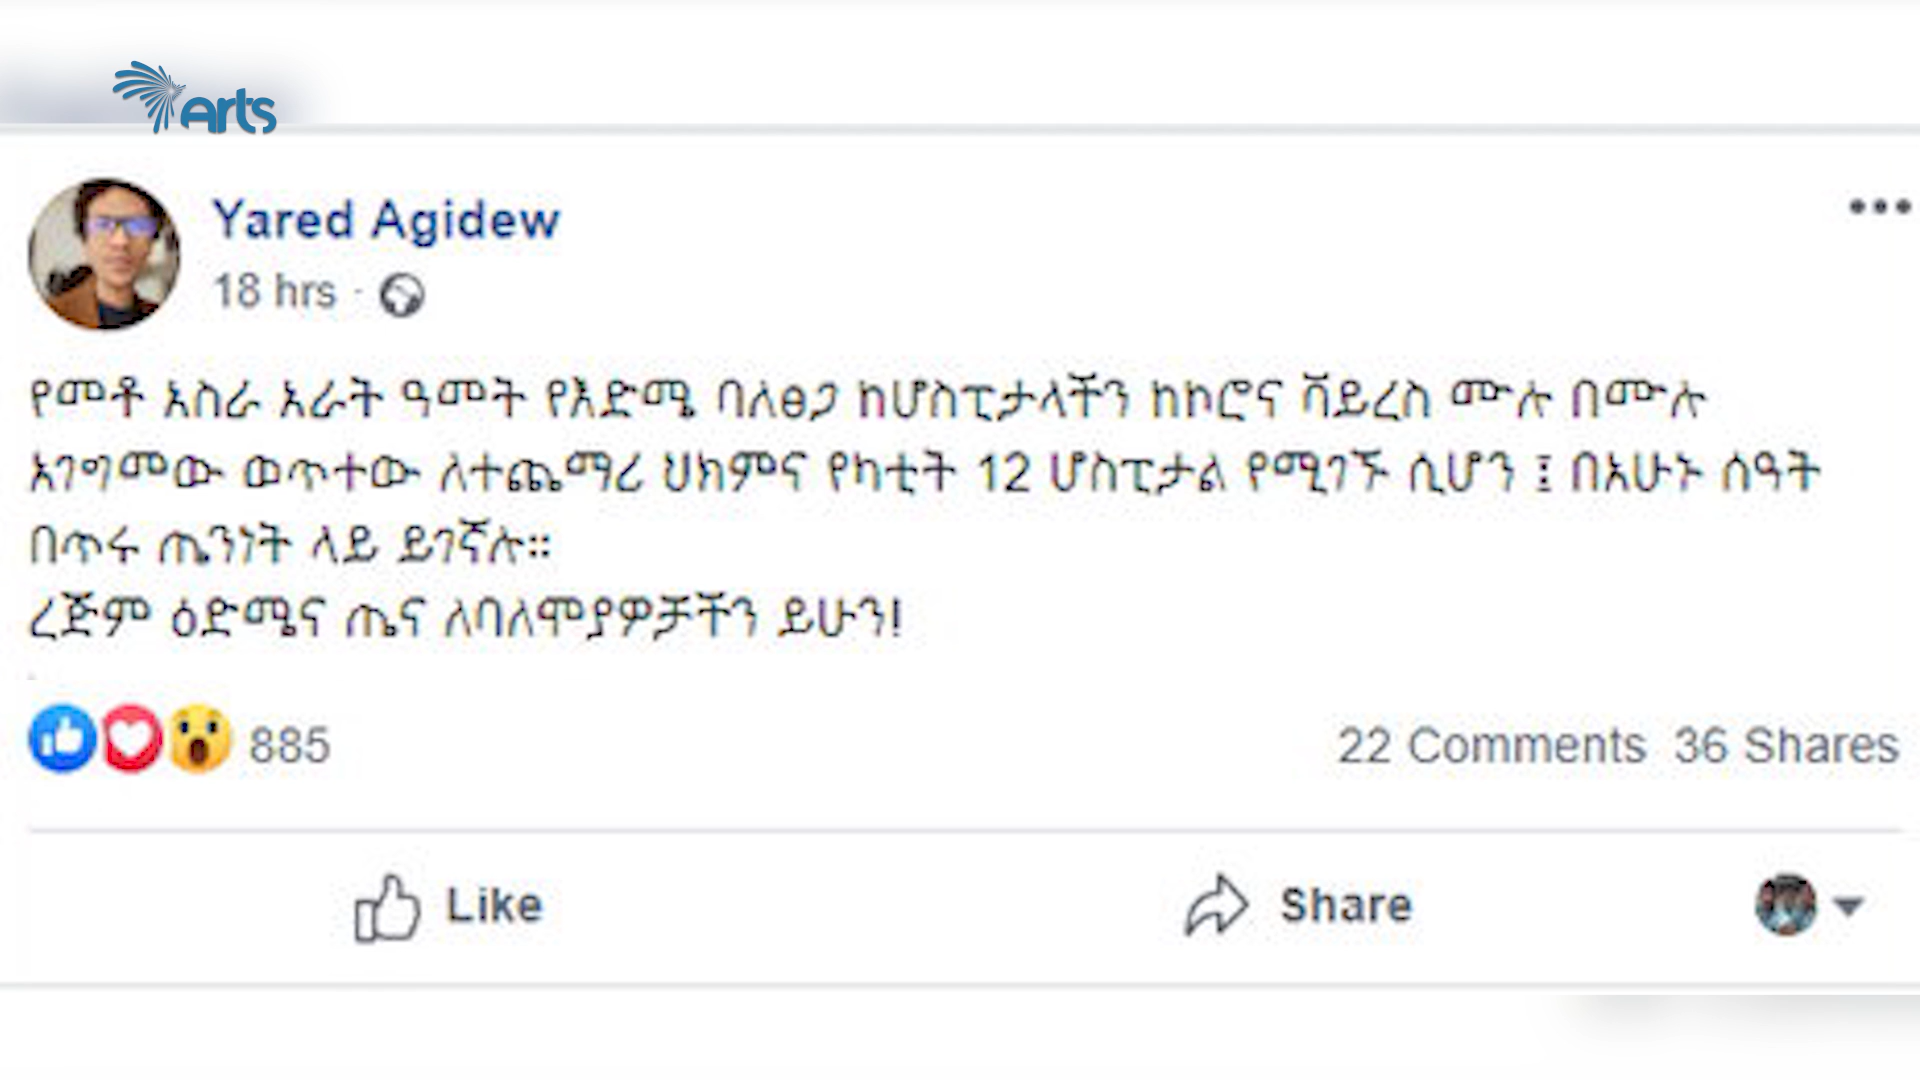 arts
Yared Agidew
18 hrs ·
የመቶ አስራ አራት ዓመት የእድሜ ባለፀጋ ከሆስፒታላችን ከኮሮና ቫይረስ ሙሉ በሙሉ
አገግመው ወጥተው ለተጨማሪ ህክምና የካቲት 12 ሆስፒታል የሚገኙ ሲሆን ፤ በአሁኑ ሰዓት
በጥሩ ጤንነት ላይ ይገኛሉ።
ረጅም ዕድሜና ጤና ለባለሞያዎቻችን ይሁን!
885
22 Comments 36 Shares
Like
Share